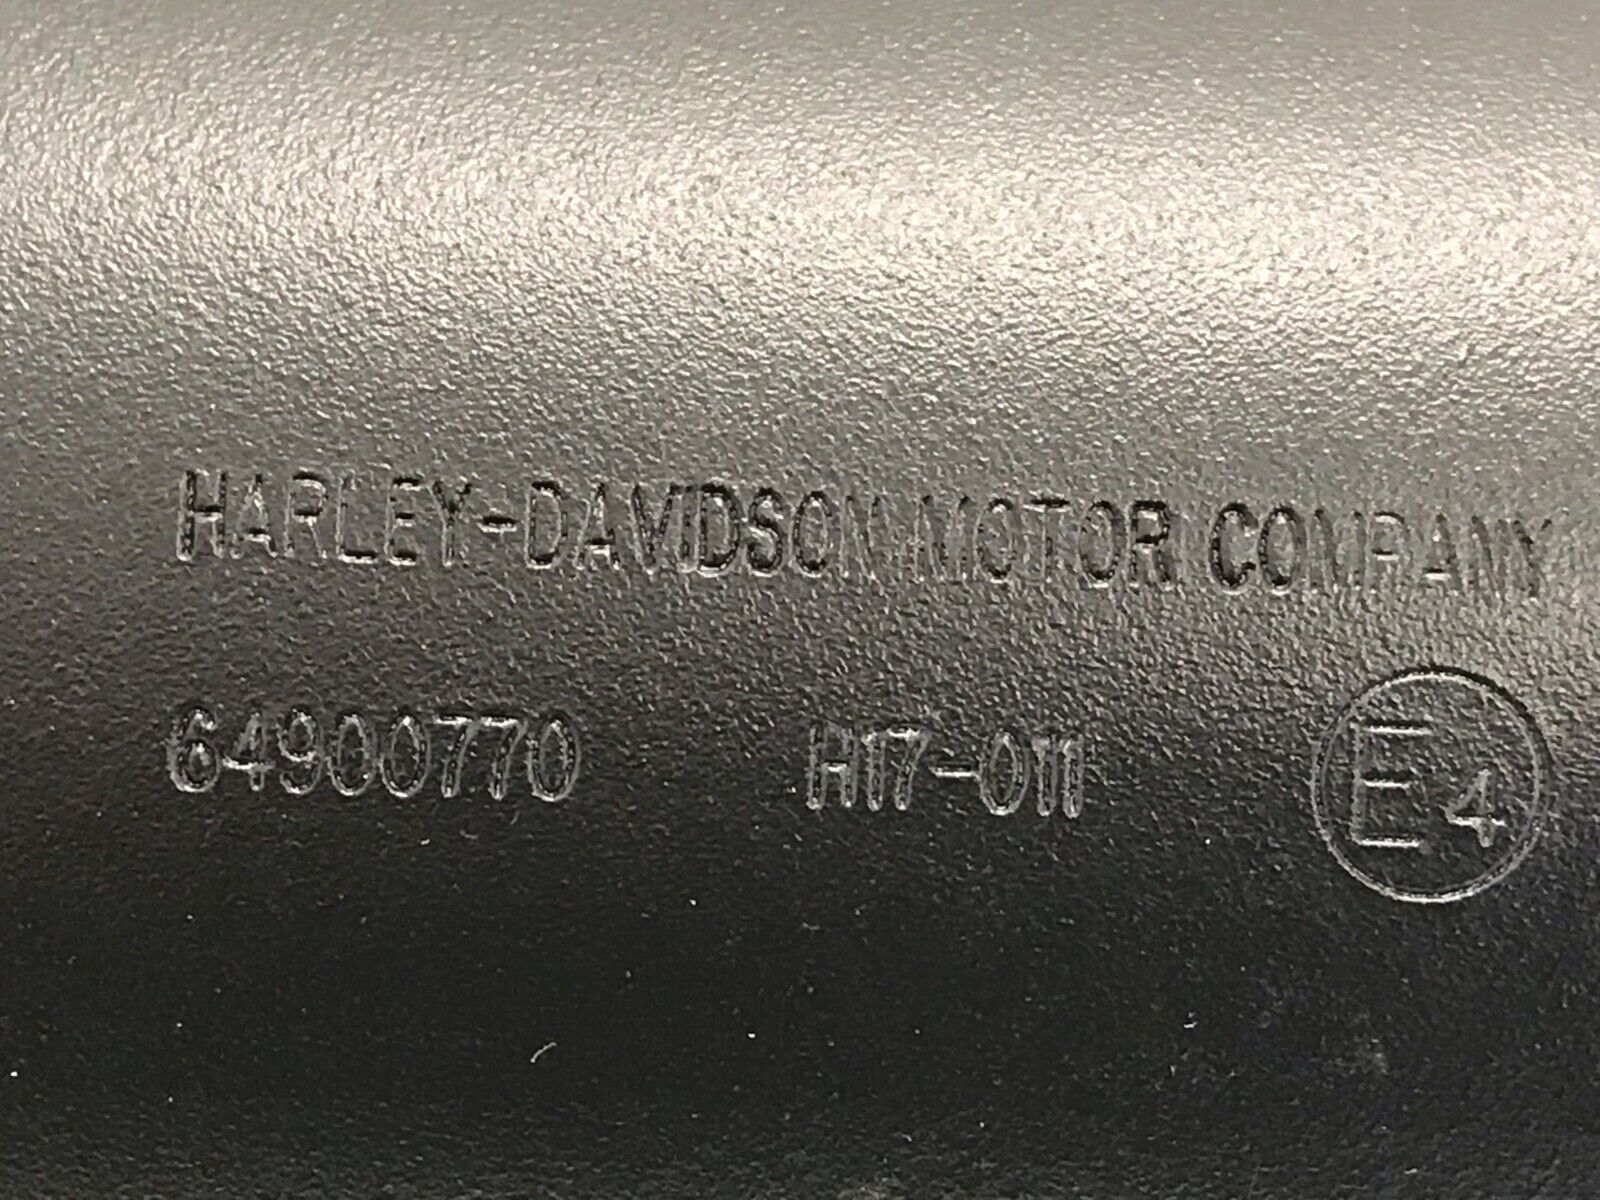 HARLEY-DAVIDSON MOTOR COMPANY
64900770 H17-011 E4